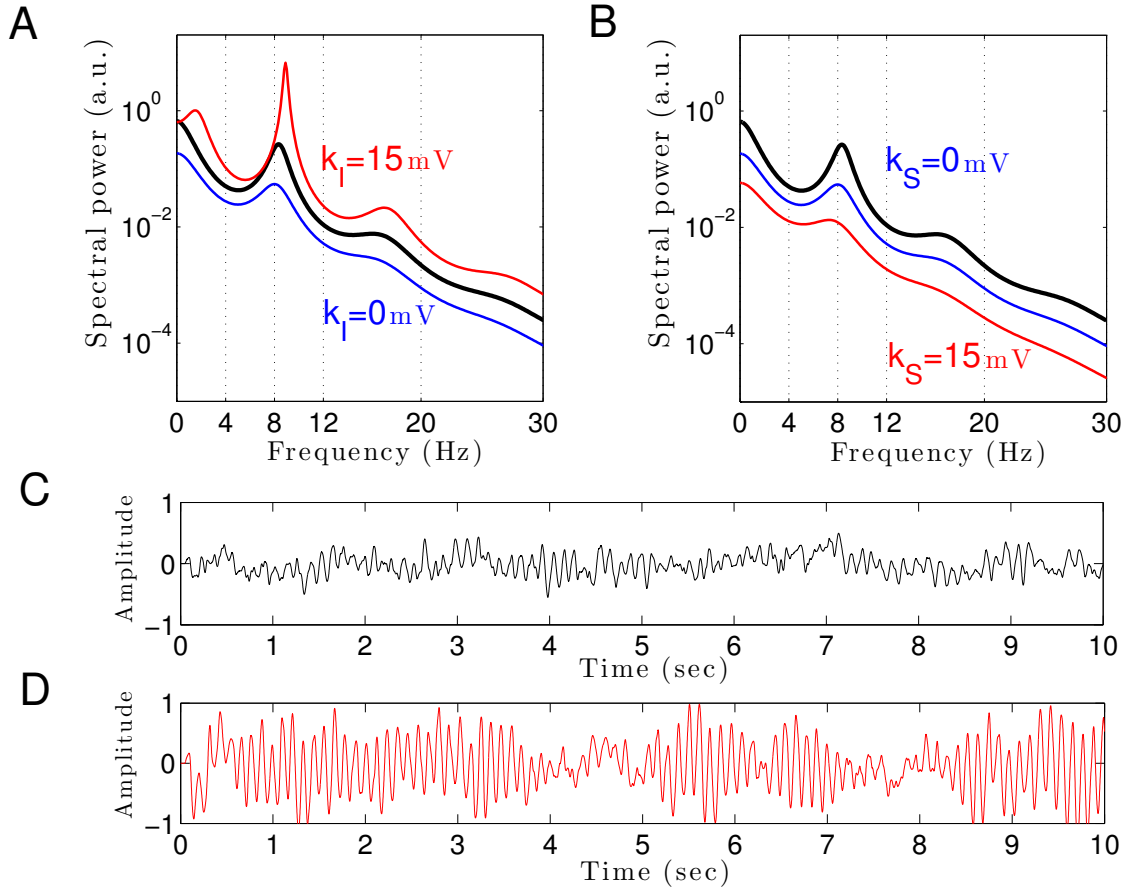 A
Spectral power (a.u.)
10^0
10^-2
10^-4
k_I=15 mV
k_I=0 mV
0 4 8 12 20 30
Frequency (Hz)
B
Spectral power (a.u.)
10^0
10^-2
10^-4
k_S=0 mV
k_S=15 mV
0 4 8 12 20 30
Frequency (Hz)
C
Amplitude
1
0
−1
0 1 2 3 4 5 6 7 8 9 10
Time (sec)
D
Amplitude
1
0
−1
0 1 2 3 4 5 6 7 8 9 10
Time (sec)